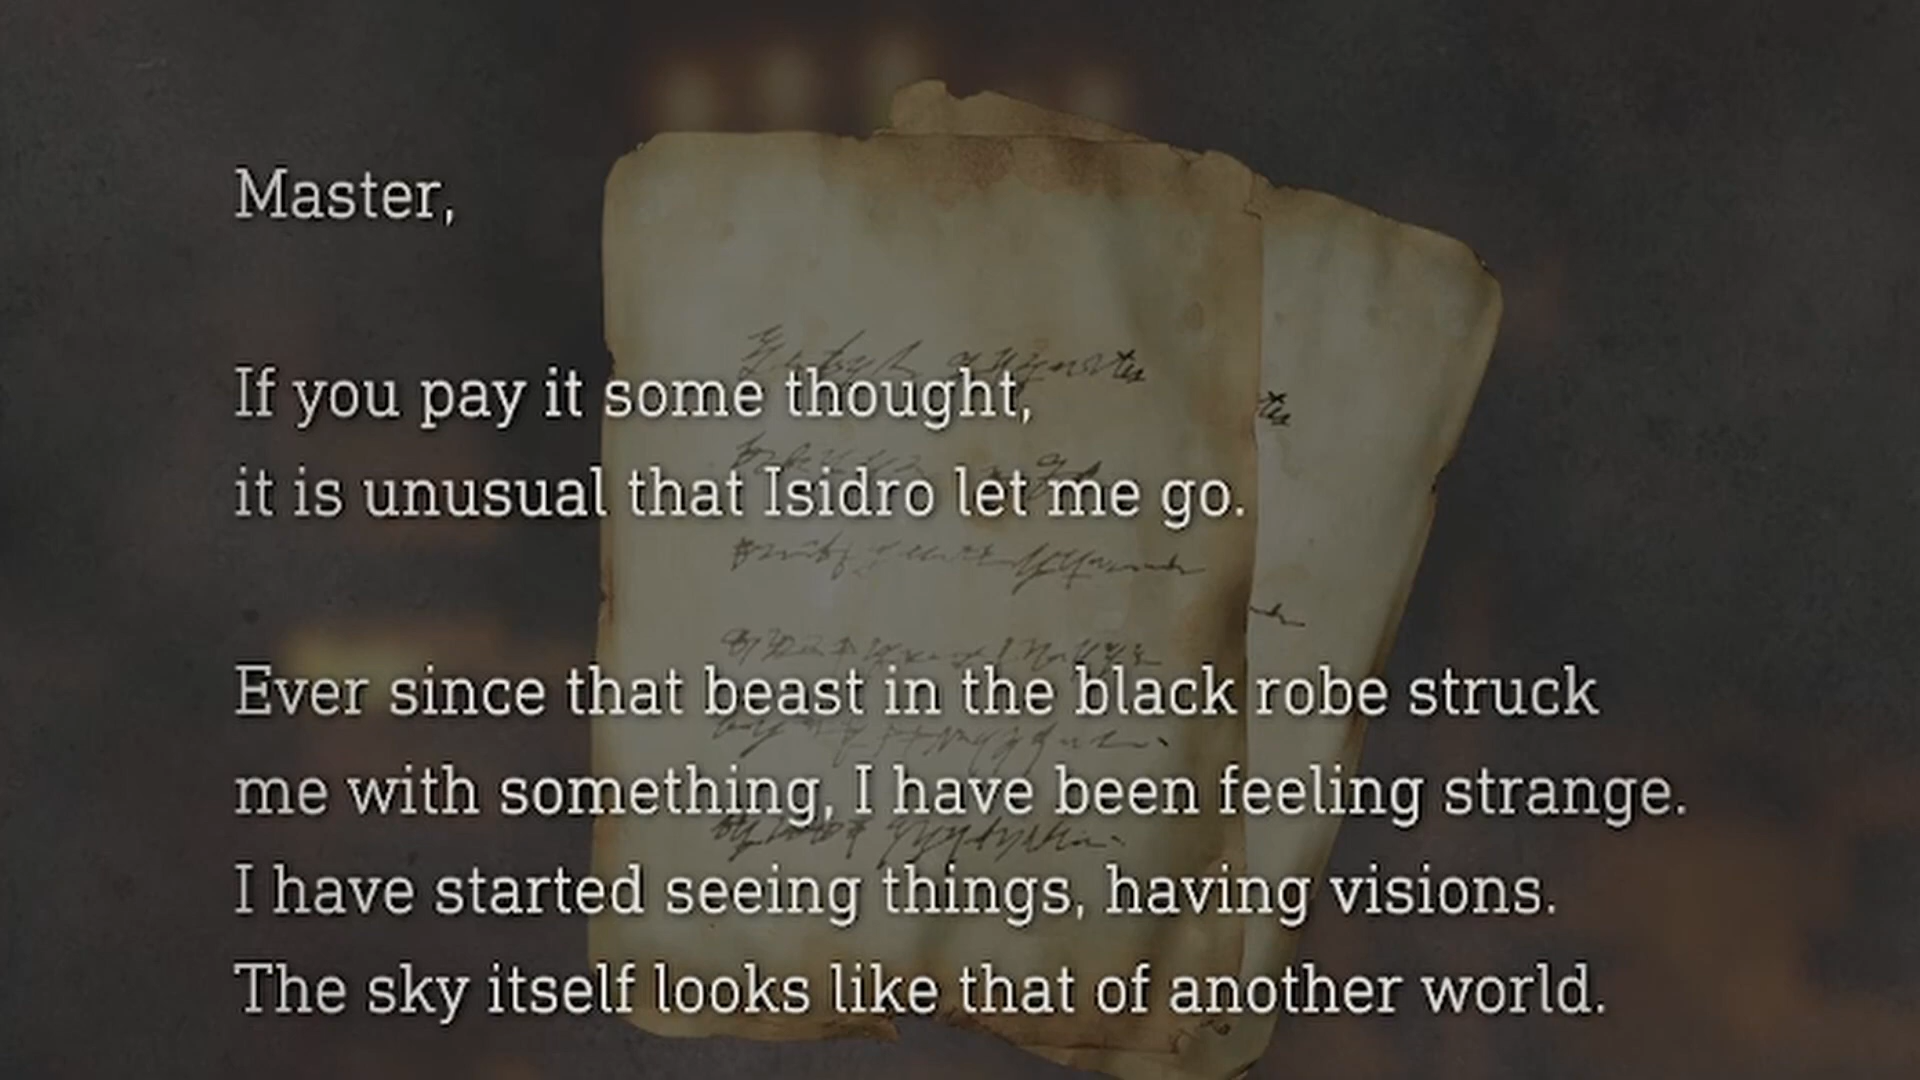 Master,
If you pay it some thought,
it is unusual that Isidro let me go.
Ever since that beast in the black robe struck
me with something, I have been feeling strange.
I have started seeing things, having visions.
The sky itself looks like that of another world.